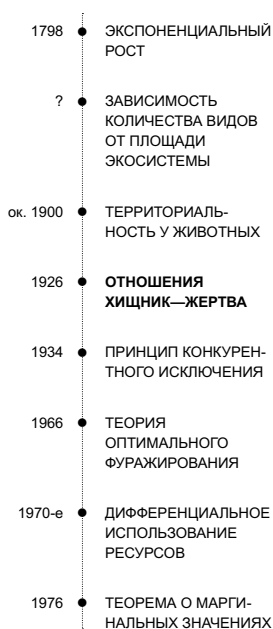 1798 ЭКСПОНЕНЦИАЛЬНЫЙ
РОСТ
? ЗАВИСИМОСТЬ
КОЛИЧЕСТВА ВИДОВ
ОТ ПЛОЩАДИ
ЭКОСИСТЕМЫ
ок. 1900 ТЕРРИТОРИАЛЬ-
НОСТЬ У ЖИВОТНЫХ
1926 ОТНОШЕНИЯ
ХИЩНИК—ЖЕРТВА
1934 ПРИНЦИП КОНКУРЕН-
ТНОГО ИСКЛЮЧЕНИЯ
1966 ТЕОРИЯ
ОПТИМАЛЬНОГО
ФУРАЖИРОВАНИЯ
1970-е ДИФФЕРЕНЦИАЛЬНОЕ
ИСПОЛЬЗОВАНИЕ
РЕСУРСОВ
1976 ТЕОРЕМА О МАРГИ-
НАЛЬНЫХ ЗНАЧЕНИЯХ